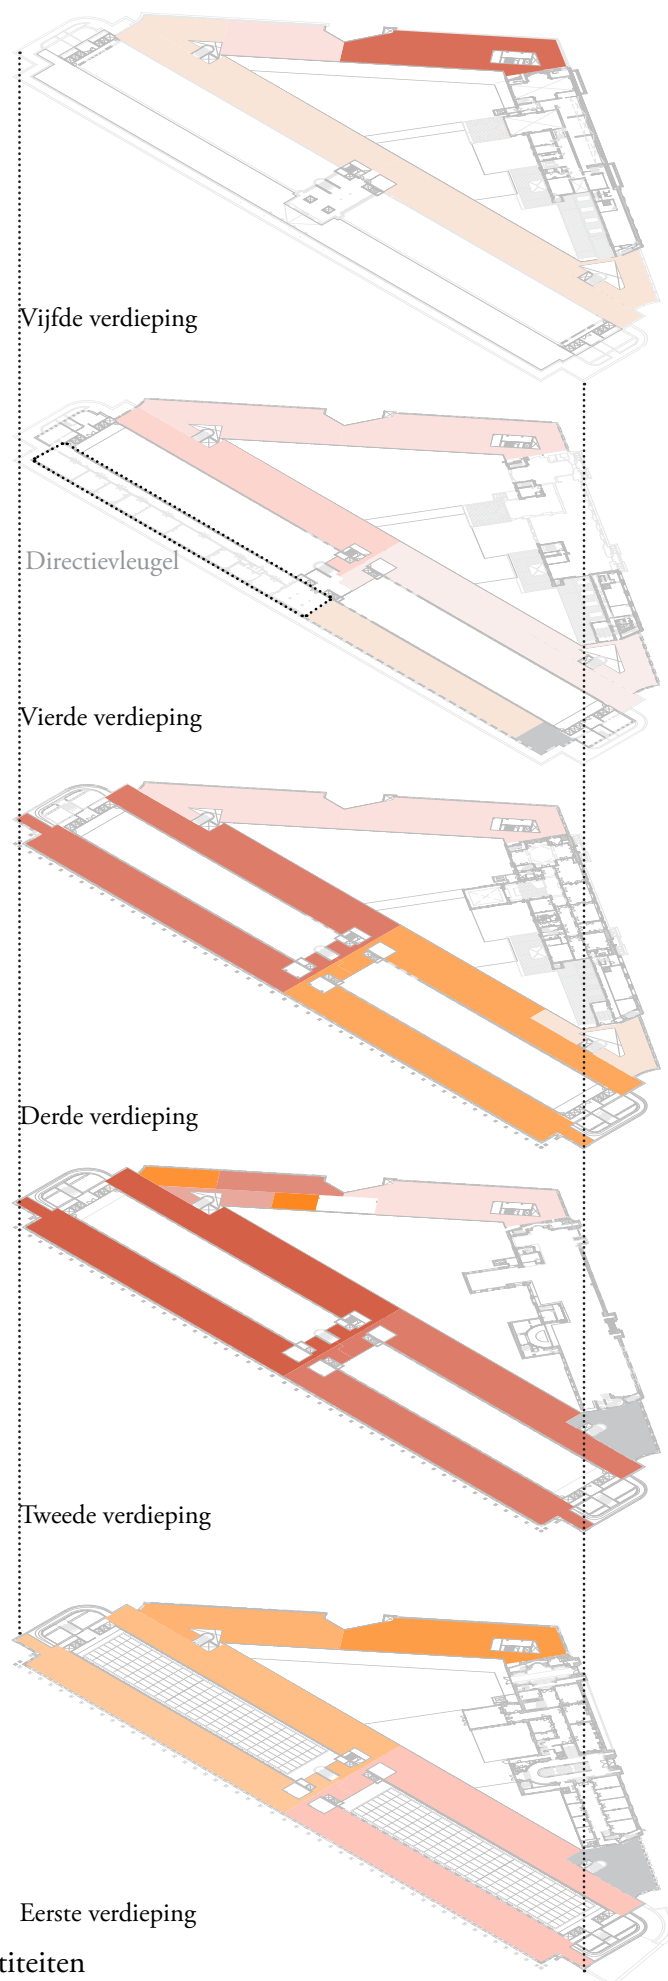 Vijfde verdieping
Directievleugel
Vierde verdieping
Derde verdieping
Tweede verdieping
Eerste verdieping
titeiten